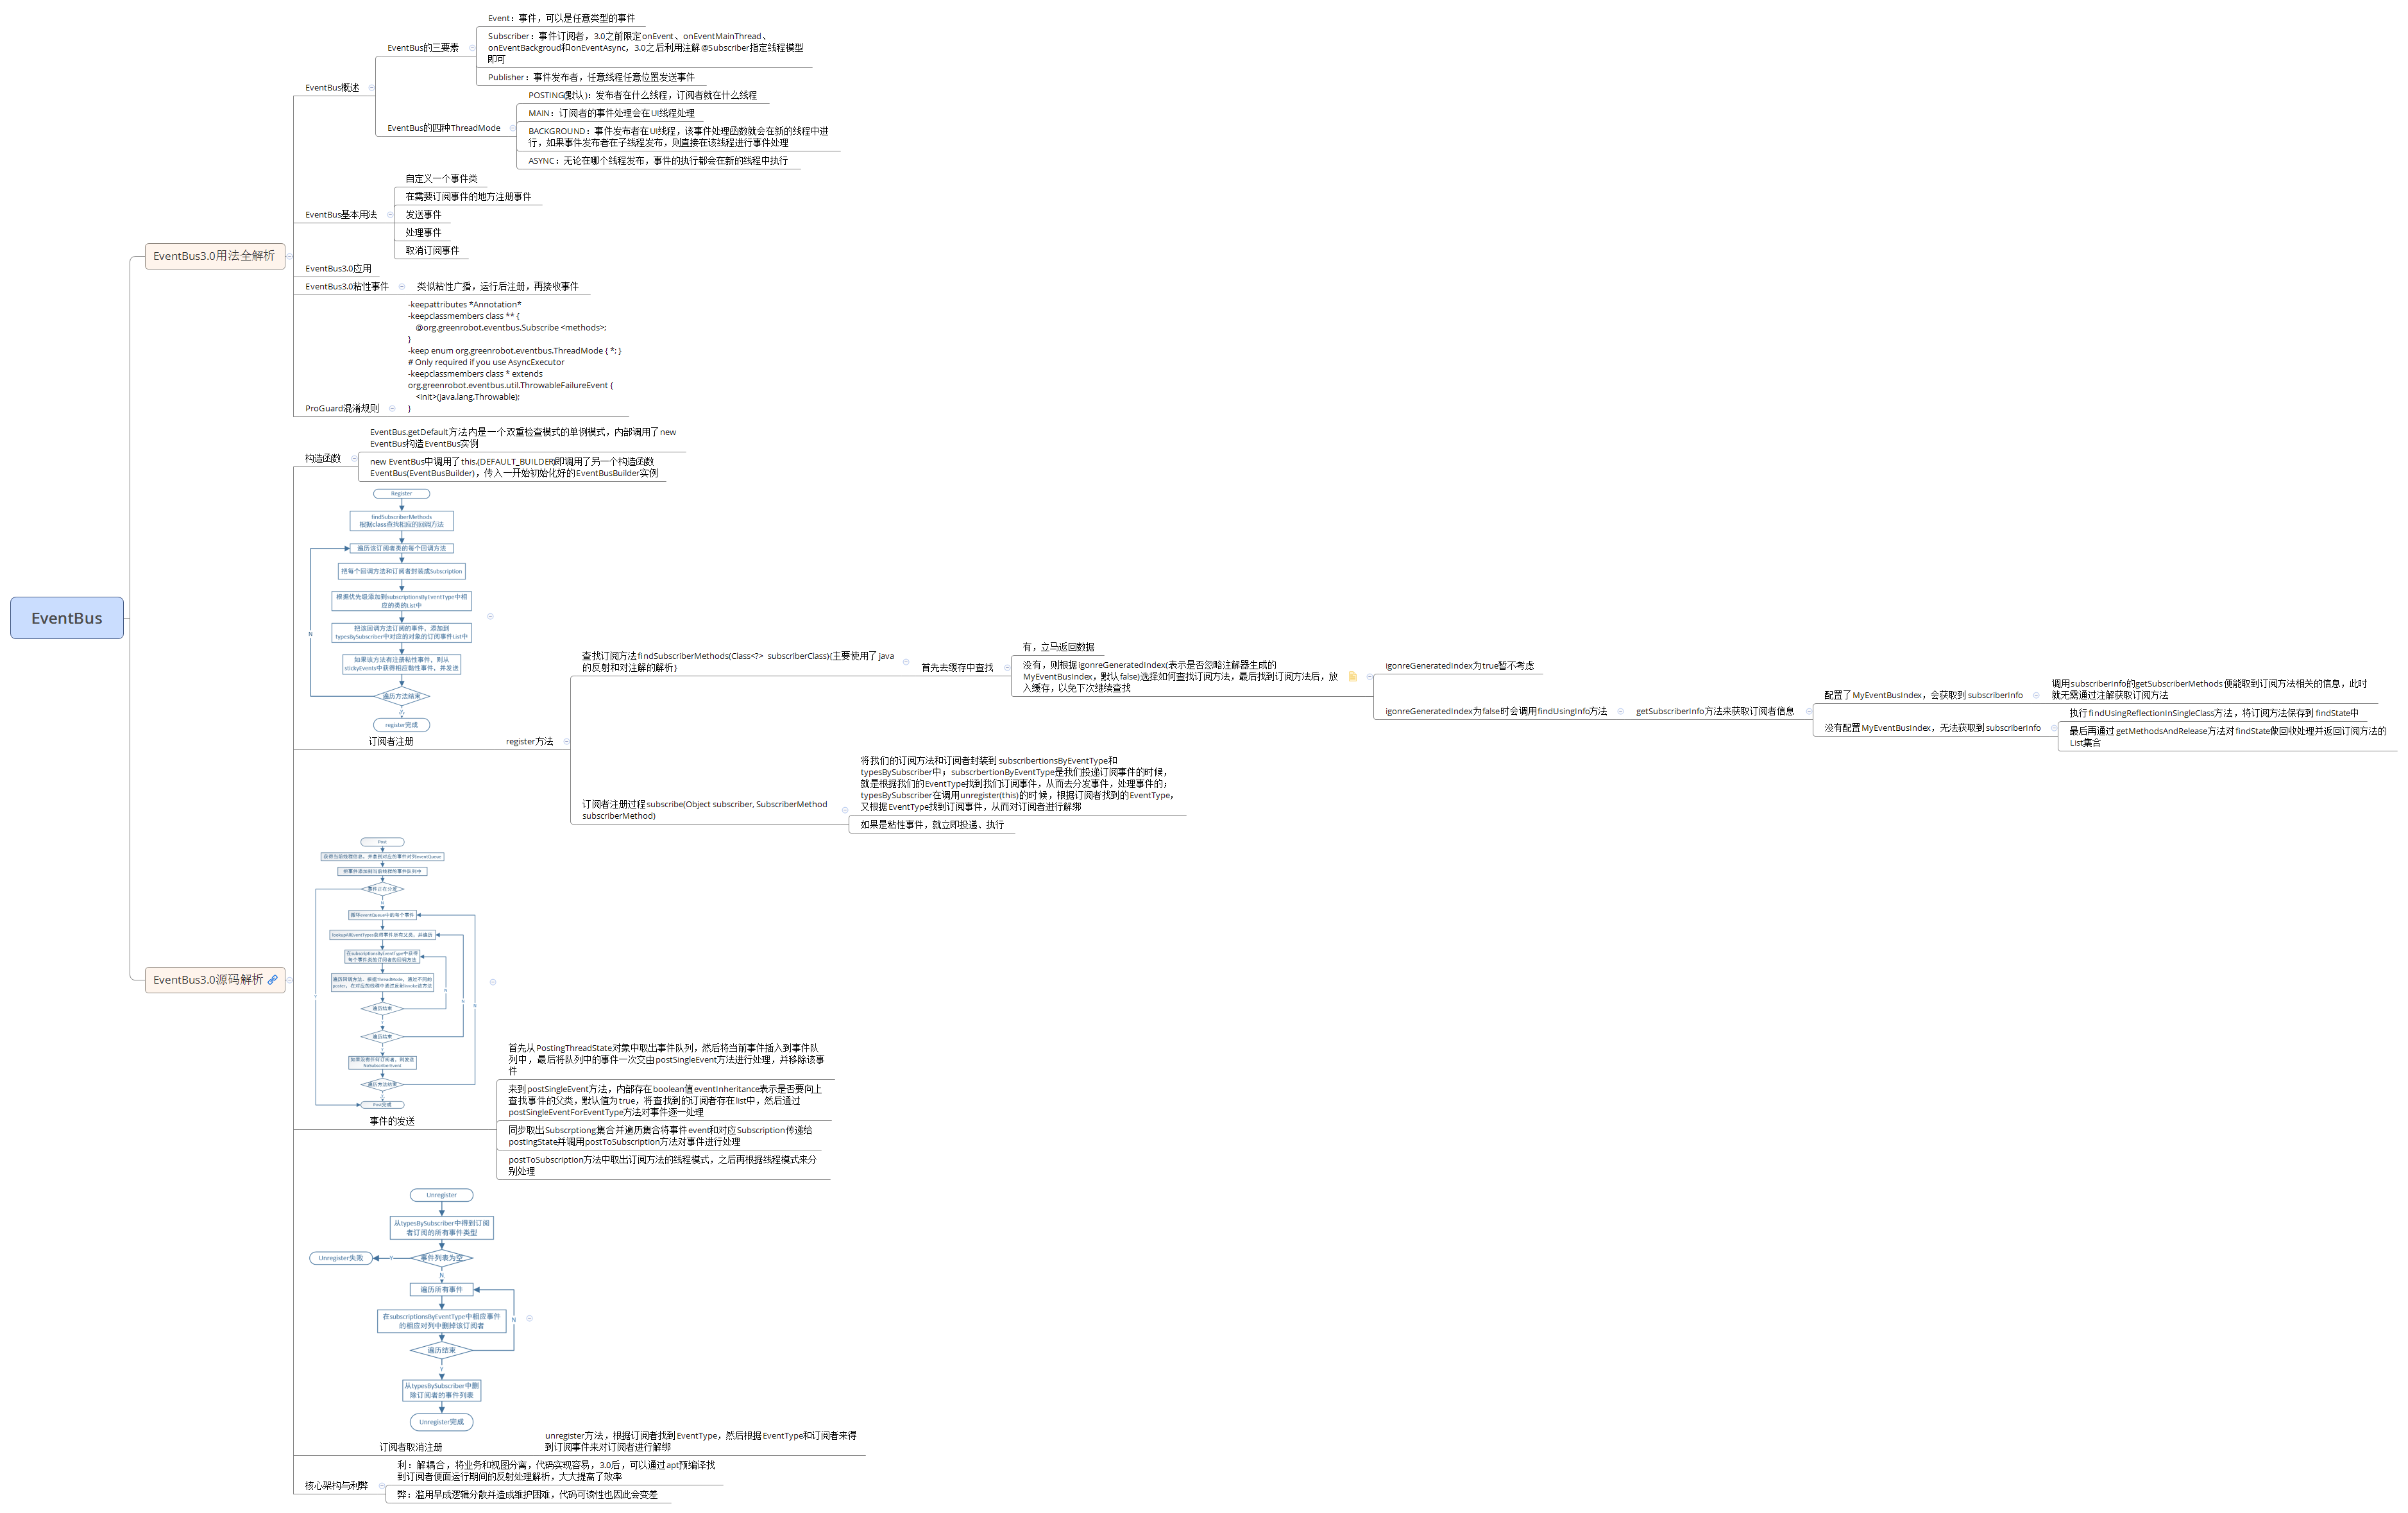 EventBus
EventBus3.0用法全解析
EventBus概述
EventBus的三要素
Event：事件，可以是任意类型的事件
Subscriber：事件订阅者，3.0之前限定onEvent、onEventMainThread、
onEventBackgroud和onEventAsync，3.0之后利用注解@Subscriber指定线程模型
即可
Publisher：事件发布者，任意线程任意位置发送事件
EventBus的四种ThreadMode
POSTING(默认)：发布者在什么线程，订阅者就在什么线程
MAIN：订阅者的事件处理会在UI线程处理
BACKGROUND：事件发布者在UI线程，该事件处理函数就会在新的线程中进
行，如果事件发布者在子线程发布，则直接在该线程进行事件处理
ASYNC：无论在哪个线程发布，事件的执行都会在新的线程中执行
EventBus基本用法
自定义一个事件类
在需要订阅事件的地方注册事件
发送事件
处理事件
取消订阅事件
EventBus3.0应用
EventBus3.0粘性事件
类似粘性广播，运行后注册，再接收事件
ProGuard混淆规则
-keepattributes *Annotation*
-keepclassmembers class ** {
@org.greenrobot.eventbus.Subscribe <methods>;
}
-keep enum org.greenrobot.eventbus.ThreadMode { *; }
# Only required if you use AsyncExecutor
-keepclassmembers class * extends
org.greenrobot.eventbus.util.ThrowableFailureEvent {
<init>(java.lang.Throwable);
}
EventBus3.0源码解析
构造函数
EventBus.getDefault方法内是一个双重检查模式的单例模式，内部调用了new
EventBus构造EventBus实例
new EventBus中调用了this.(DEFAULT_BUILDER)即调用了另一个构造函数
EventBus(EventBusBuilder)，传入一开始初始化好的EventBusBuilder实例
Register
findSubscriberMethods
根据class查找相应的回调方法
遍历该订阅者类的每个回调方法
把每个回调方法和订阅者封装成Subscription
根据优先级添加到subscriptionsByEventType中相
应的类的List中
把该回调方法订阅的事件，添加到
typesBySubscriber中对应的对象的订阅事件List中
如果该方法有注册粘性事件，则从
stickyEvents中获得相应黏性事件，并发送
遍历方法结束
N
Y
register完成
订阅者注册
register方法
查找订阅方法findSubscriberMethods(Class<?> subscriberClass){主要使用了java
的反射和对注解的解析}
首先去缓存中查找
有，立马返回数据
没有，则根据igonreGeneratedIndex(表示是否忽略注解器生成的
MyEventBusIndex，默认false)选择如何查找订阅方法，最后找到订阅方法后，放
入缓存，以免下次继续查找
igonreGeneratedIndex为true暂不考虑
igonreGeneratedIndex为false时会调用findUsingInfo方法
getSubscriberInfo方法来获取订阅者信息
配置了MyEventBusIndex，会获取到subscriberInfo
调用subscriberInfo的getSubscriberMethods便能取到订阅方法相关的信息，此时
就无需通过注解获取订阅方法
没有配置MyEventBusIndex，无法获取到subscriberInfo
执行findUsingReflectionInSingleClass方法，将订阅方法保存到findState中
最后再通过getMethodsAndRelease方法对findState做回收处理并返回订阅方法的
List集合
订阅者注册过程subscribe(Object subscriber, SubscriberMethod
subscriberMethod)
将我们的订阅方法和订阅者封装到subscribertionsByEventType和
typesBySubscriber中；subscrbertionByEventType是我们投递订阅事件的时候，
就是根据我们的EventType找到我们订阅事件，从而去分发事件，处理事件的；
typesBySubscriber在调用unregister(this)的时候，根据订阅者找到的EventType，
又根据EventType找到订阅事件，从而对订阅者进行解绑
如果是粘性事件，就立即投递、执行
Post
获得当前线程信息，并拿到对应的事件对列eventQueue
把事件添加到当前线程的事件队列中
事件正在分发
N
循环eventQueue中的每个事件
lookupAllEventTypes获得事件所有父类，并遍历
在subscriptionsByEventType中获得
每个事件类的订阅者的回调方法
遍历回调方法，根据ThreadMode，通过不同的
poster，在对应的线程中通过反射invoke该方法
遍历结束
遍历结束
如果没有任何订阅者，则发送
NoSubscriberEvent
遍历方法结束
Post完成
事件的发送
首先从PostingThreadState对象中取出事件队列，然后将当前事件插入到事件队
列中，最后将队列中的事件一次交由postSingleEvent方法进行处理，并移除该事
件
来到postSingleEvent方法，内部存在boolean值eventInheritance表示是否要向上
查找事件的父类，默认值为true，将查找到的订阅者存在list中，然后通过
postSingleEventForEventType方法对事件逐一处理
同步取出Subscrptiong集合并遍历集合将事件event和对应Subscription传递给
postingState并调用postToSubscription方法对事件进行处理
postToSubscription方法中取出订阅方法的线程模式，之后再根据线程模式来分
别处理
Unregister
从typesBySubscriber中得到订阅
者订阅的所有事件类型
事件列表为空
Y
Unregister失败
N
遍历所有事件
在subscriptionsByEventType中相应事件
的相应对列中删掉该订阅者
N
遍历结束
Y
从typesBySubscriber中删
除订阅者的事件列表
Unregister完成
订阅者取消注册
unregister方法，根据订阅者找到EventType，然后根据EventType和订阅者来得
到订阅事件来对订阅者进行解绑
核心架构与利弊
利：解耦合，将业务和视图分离，代码实现容易，3.0后，可以通过apt预编译找
到订阅者便面运行期间的反射处理解析，大大提高了效率
弊：滥用早成逻辑分散并造成维护困难，代码可读性也因此会变差